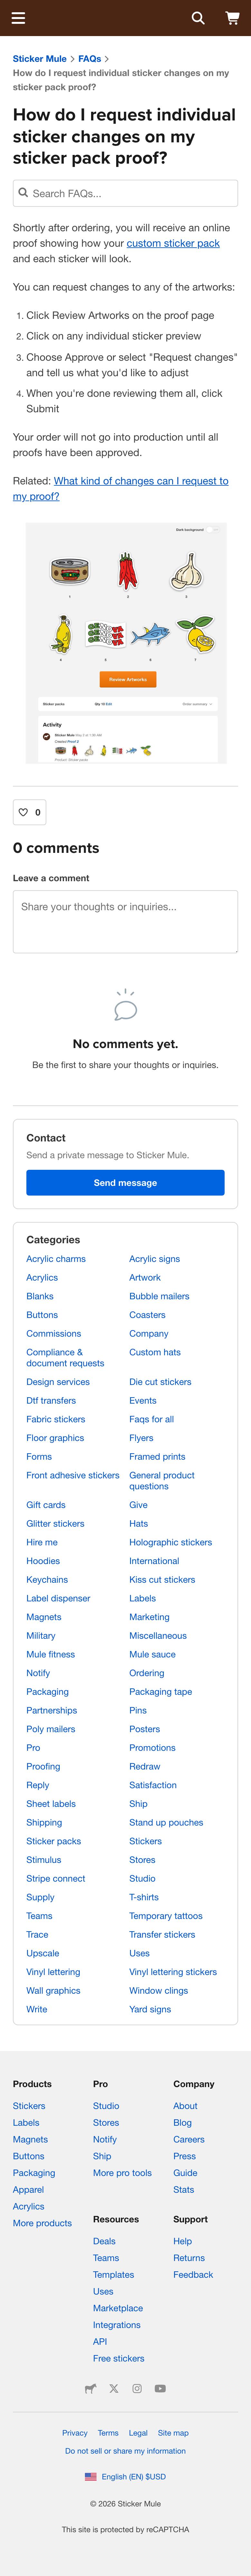 Sticker Mule > FAQs >
How do I request individual sticker changes on my
sticker pack proof?
How do I request individual
sticker changes on my
sticker pack proof?
Search FAQs...
Shortly after ordering, you will receive an online
proof showing how your custom sticker pack
and each sticker will look.
You can request changes to any of the artworks:
1. Click Review Artworks on the proof page
2. Click on any individual sticker preview
3. Choose Approve or select "Request changes"
and tell us what you'd like to adjust
4. When you're done reviewing them all, click
Submit
Your order will not go into production until all
proofs have been approved.
Related: What kind of changes can I request to
my proof?
Dark background
1 2 3
4 5 6 7
Review Artworks
Sticker packs Qty 10 Edit Order summary
Activity
Sticker Mule
0
0 comments
Leave a comment
Share your thoughts or inquiries...
No comments yet.
Be the first to share your thoughts or inquiries.
Contact
Send a private message to Sticker Mule.
Send message
Categories
Acrylic charms Acrylic signs
Acrylics Artwork
Blanks Bubble mailers
Buttons Coasters
Commissions Company
Compliance & Custom hats
document requests
Design services Die cut stickers
Dtf transfers Events
Fabric stickers Faqs for all
Floor graphics Flyers
Forms Framed prints
Front adhesive stickers General product
questions
Gift cards Give
Glitter stickers Hats
Hire me Holographic stickers
Hoodies International
Keychains Kiss cut stickers
Label dispenser Labels
Magnets Marketing
Military Miscellaneous
Mule fitness Mule sauce
Notify Ordering
Packaging Packaging tape
Partnerships Pins
Poly mailers Posters
Pro Promotions
Proofing Redraw
Reply Satisfaction
Sheet labels Ship
Shipping Stand up pouches
Sticker packs Stickers
Stimulus Stores
Stripe connect Studio
Supply T-shirts
Teams Temporary tattoos
Trace Transfer stickers
Upscale Uses
Vinyl lettering Vinyl lettering stickers
Wall graphics Window clings
Write Yard signs
Products
Stickers
Labels
Magnets
Buttons
Packaging
Apparel
Acrylics
More products
Pro
Studio
Stores
Notify
Ship
More pro tools
Company
About
Blog
Careers
Press
Guide
Stats
Resources
Deals
Teams
Templates
Uses
Marketplace
Integrations
API
Free stickers
Support
Help
Returns
Feedback
Privacy Terms Legal Site map
Do not sell or share my information
English (EN) $USD
© 2026 Sticker Mule
This site is protected by reCAPTCHA